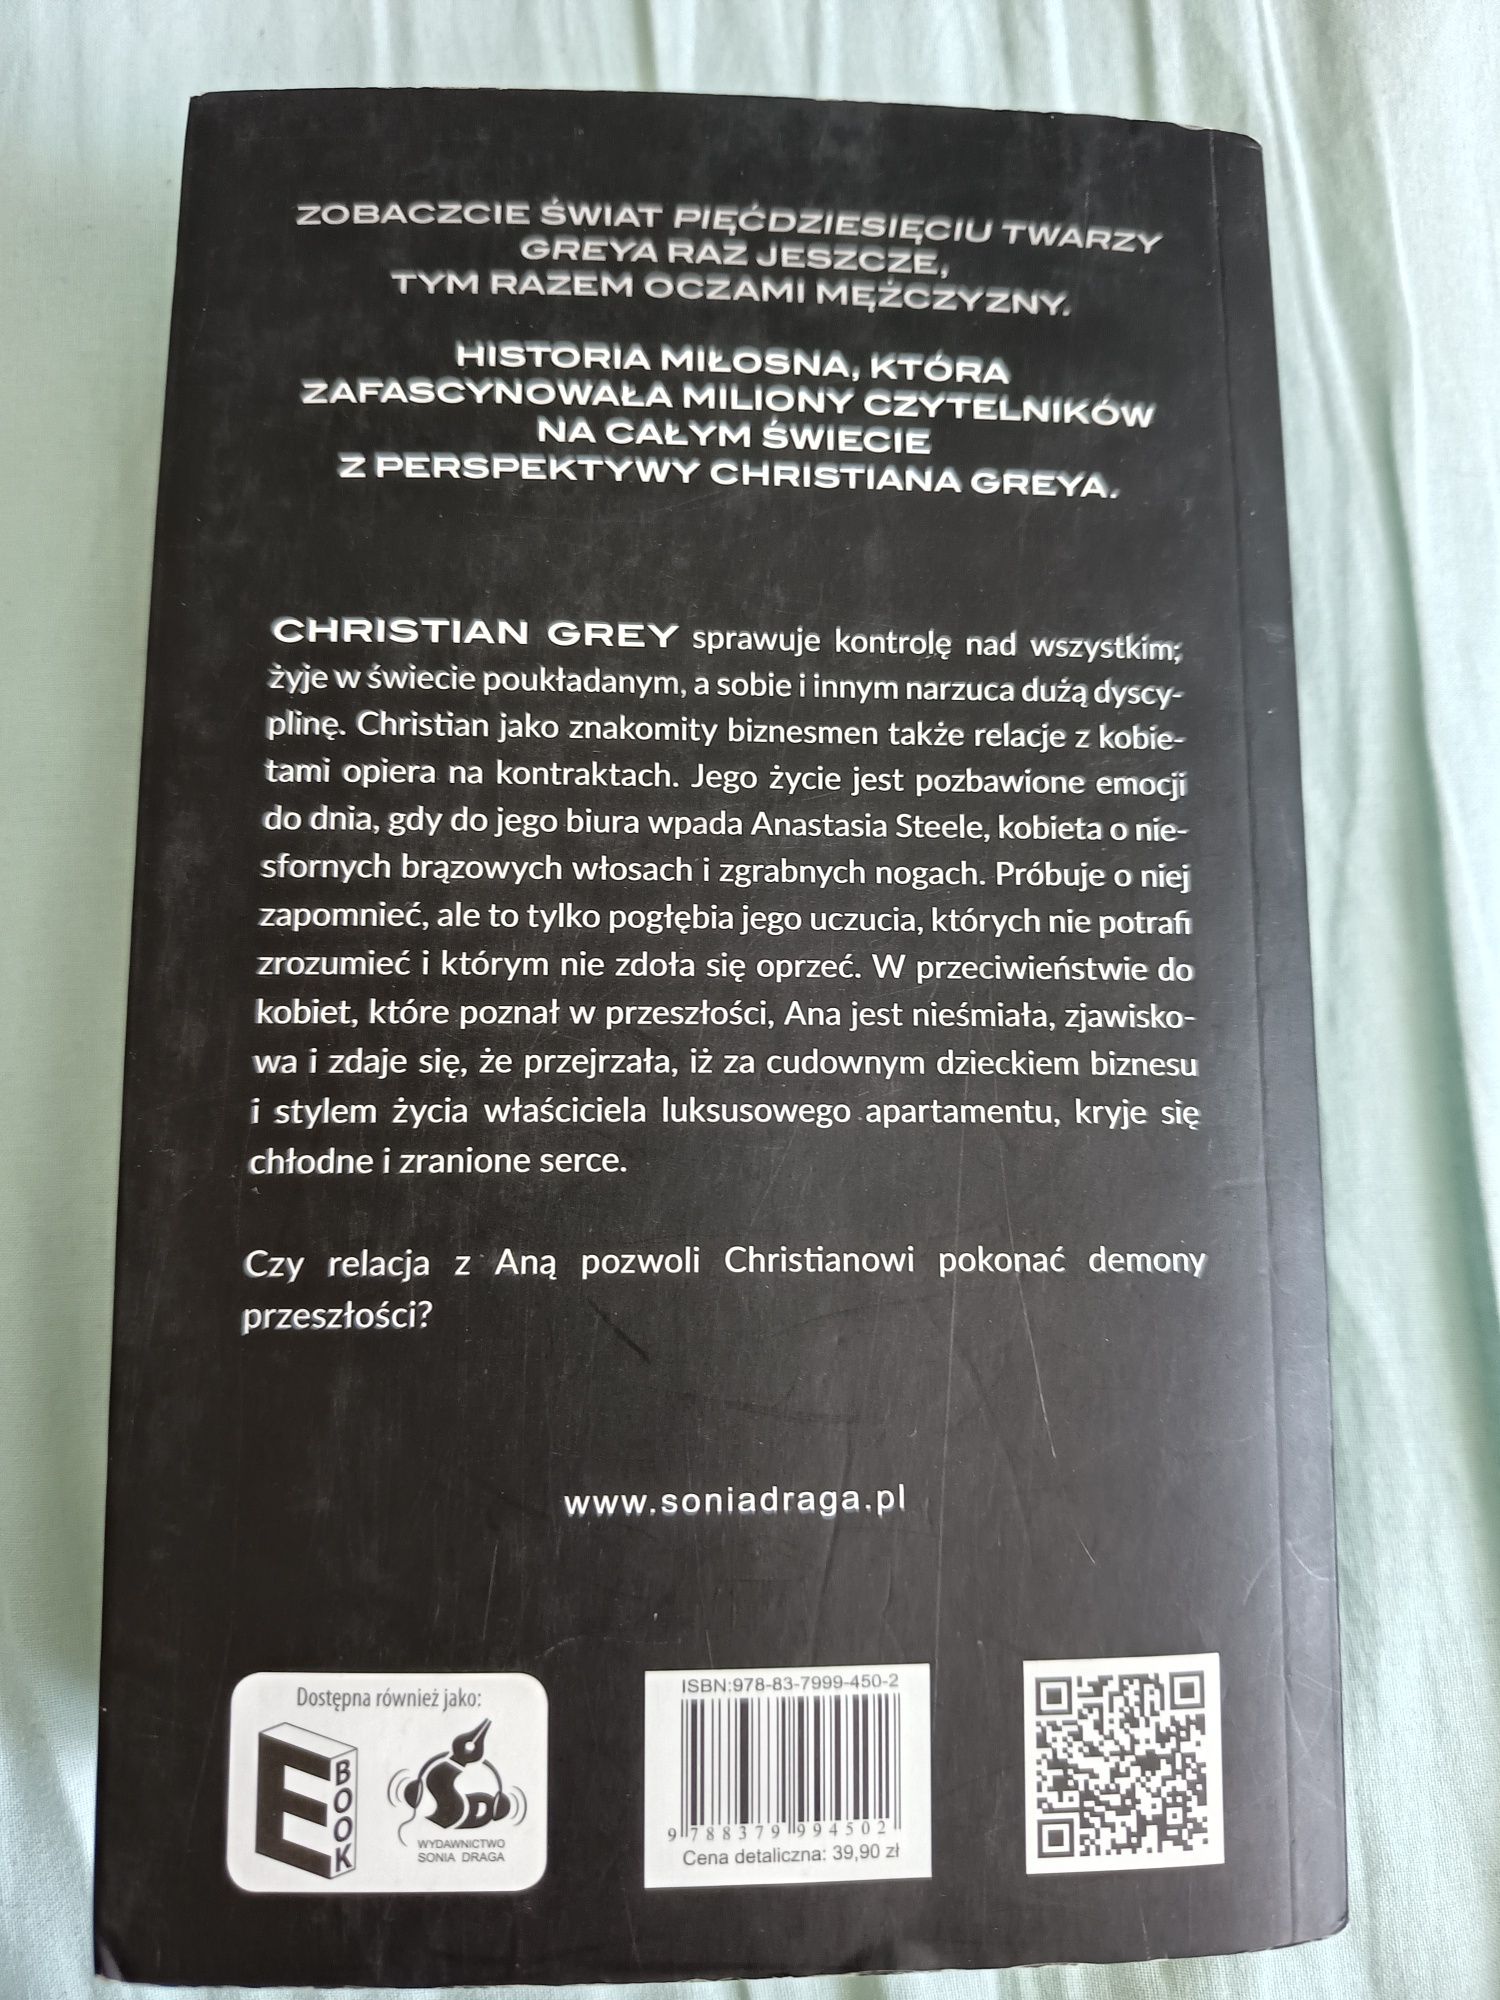 ZOBACZCIE ŚWIAT PIĘĆDZIESIĘCIU TWARZY
GREYA RAZ JESZCZE,
TYM RAZEM OCZAMI MĘŻCZYZNY.
HISTORIA MIŁOSNA, KTÓRA
ZAFASCYNOWAŁA MILIONY CZYTELNIKÓW
NA CAŁYM ŚWIECIE
Z PERSPEKTYWY CHRISTIANA GREYA.
CHRISTIAN GREY sprawuje kontrolę nad wszystkim;
żyje w świecie poukładanym, a sobie i innym narzuca dużą dyscy-
plinę. Christian jako znakomity biznesmen także relacje z kobie-
tami opiera na kontraktach. Jego życie jest pozbawione emocji
do dnia, gdy do jego biura wpada Anastasia Steele, kobieta o nie-
sfornych brązowych włosach i zgrabnych nogach. Próbuje o niej
zapomnieć, ale to tylko pogłębia jego uczucia, których nie potrafi
zrozumieć i którym nie zdoła się oprzeć. W przeciwieństwie do
kobiet, które poznał w przeszłości, Ana jest nieśmiała, zjawisko-
wa i zdaje się, że przejrzała, iż za cudownym dzieckiem biznesu
i stylem życia właściciela luksusowego apartamentu, kryje się
chłodne i zranione serce.
Czy relacja z Aną pozwoli Christianowi pokonać demony
przeszłości?
www.soniadraga.pl
Dostępna również jako:
E BOOK
SD
WYDAWNICTWO
SONIA DRAGA
ISBN:978-83-7999-450-2
9 788379 994502
Cena detaliczna: 39,90 zł